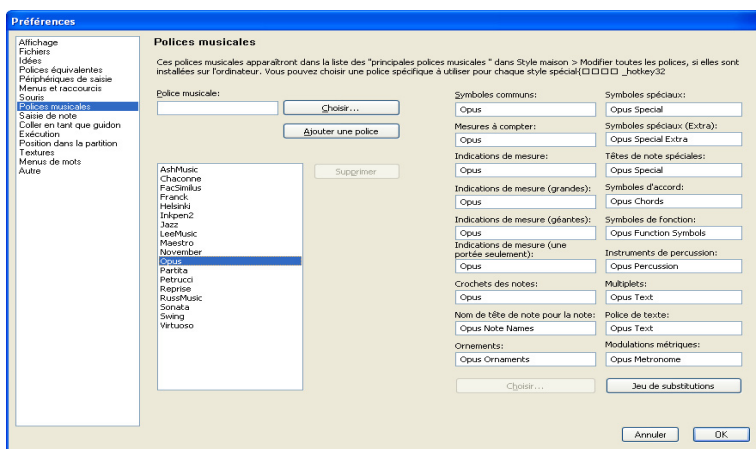 Préférences
Affichage
Fichiers
Idées
Polices équivalentes
Périphériques de saisie
Menus et raccourcis
Souris
Polices musicales
Saisie de note
Coller en tant que guidon
Exécution
Position dans la partition
Textures
Menus de mots
Autre
Polices musicales
Ces polices musicales apparaîtront dans la liste des "principales polices musicales " dans Style maison > Modifier toutes les polices, si elles sont
installées sur l'ordinateur. Vous pouvez choisir une police spécifique à utiliser pour chaque style spécial{□□□□ _hotkey32
Police musicale:
Choisir...
Ajouter une police
AshMusic
Chaconne
FacSimilus
Franck
Helsinki
Inkpen2
Jazz
LeeMusic
Maestro
November
Opus
Partita
Petrucci
Reprise
RussMusic
Sonata
Swing
Virtuoso
Supprimer
Symboles communs:
Opus
Mesures à compter:
Opus
Indications de mesure:
Opus
Indications de mesure (grandes):
Opus
Indications de mesure (géantes):
Opus
Indications de mesure (une
portée seulement):
Opus
Crochets des notes:
Opus
Nom de tête de note pour la note:
Opus Note Names
Ornements:
Opus Ornaments
Choisir...
Symboles spéciaux:
Opus Special
Symboles spéciaux (Extra):
Opus Special Extra
Têtes de note spéciales:
Opus Special
Symboles d'accord:
Opus Chords
Symboles de fonction:
Opus Function Symbols
Instruments de percussion:
Opus Percussion
Multiplets:
Opus Text
Police de texte:
Opus Text
Modulations métriques:
Opus Metronome
Jeu de substitutions
Annuler
OK